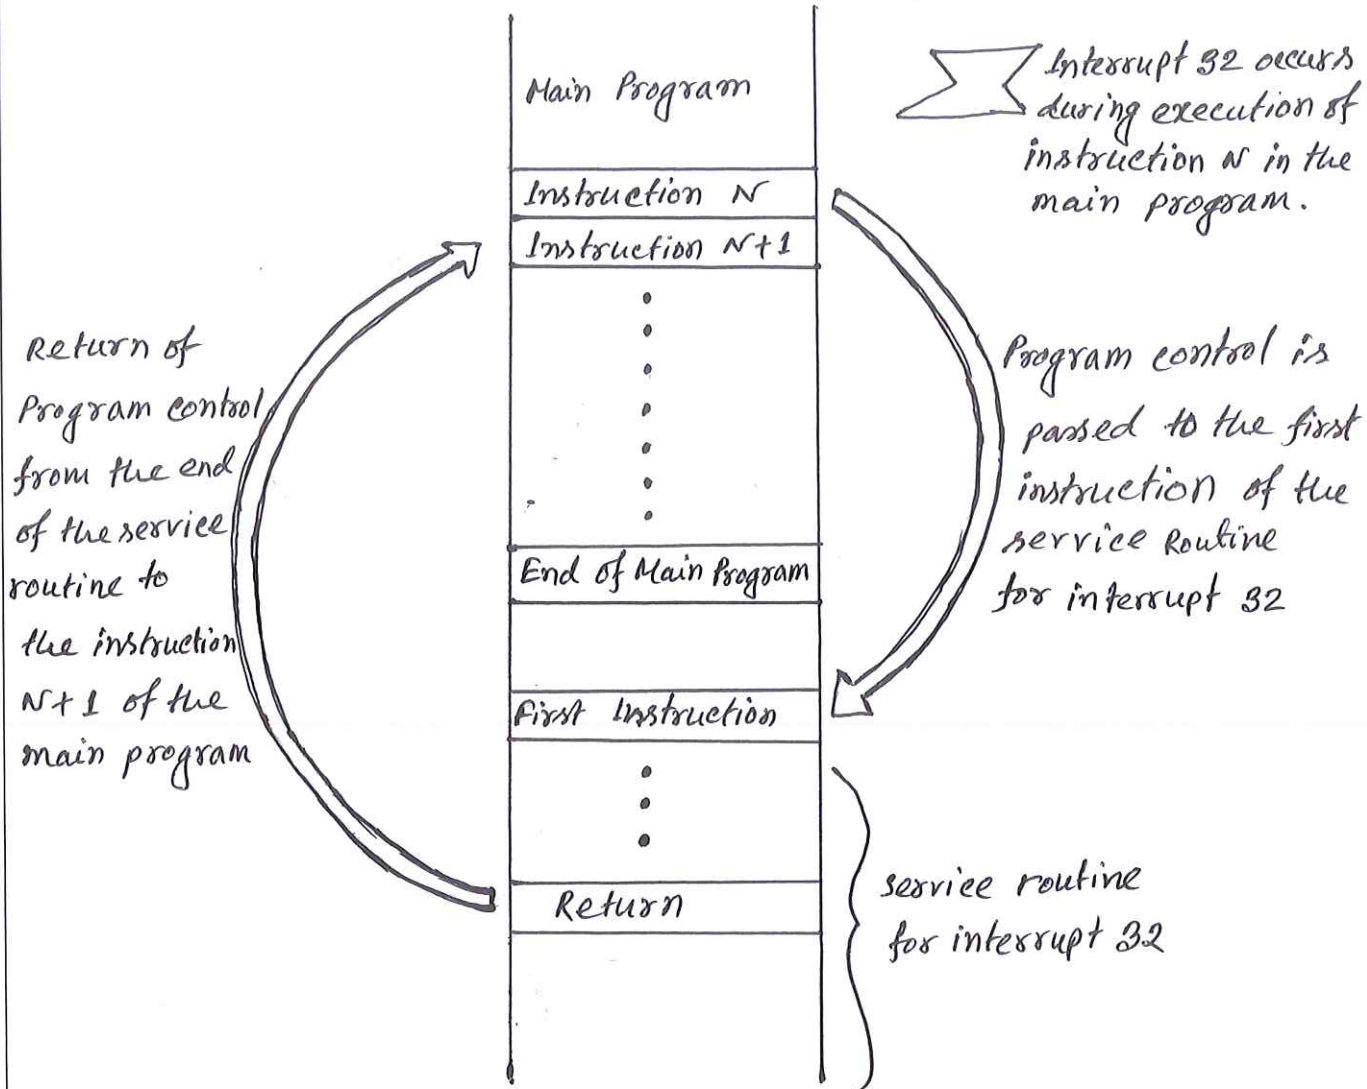 Main Program
Interrupt 32 occurs
during execution of
instruction N in the
main program.
Instruction N
Instruction N+1
Return of
Program control
from the end
of the service
routine to
the instruction
N+1 of the
main program
Program control is
passed to the first
instruction of the
service Routine
for interrupt 32
End of Main Program
First Instruction
Return
service routine
for interrupt 32